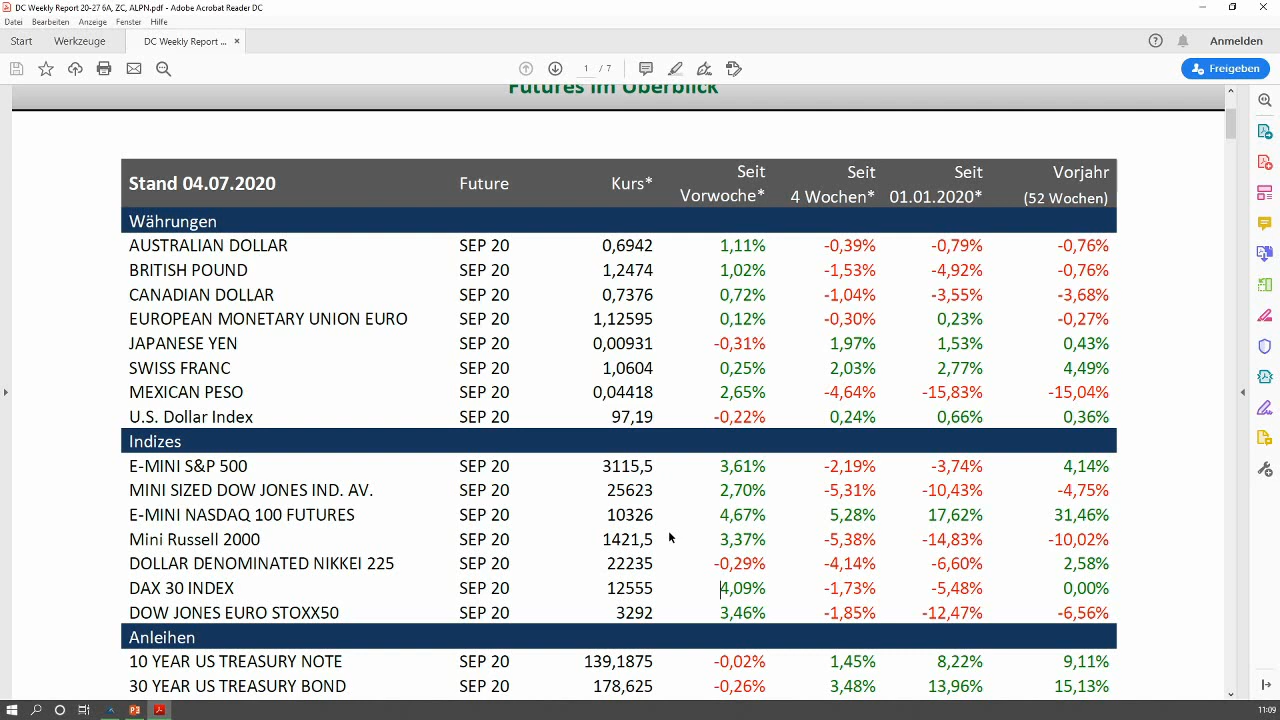 DC Weekly Report 20-27 6A, ZC, ALPN.pdf - Adobe Acrobat Reader DC
Datei Bearbeiten Anzeige Fenster Hilfe
Start Werkzeuge DC Weekly Report ... × Anmelden
1 / 7 Freigeben
Futures im Überblick
Stand 04.07.2020 Future Kurs* Seit Vorwoche* Seit 4 Wochen* Seit 01.01.2020* Vorjahr (52 Wochen)
Währungen
AUSTRALIAN DOLLAR SEP 20 0,6942 1,11% -0,39% -0,79% -0,76%
BRITISH POUND SEP 20 1,2474 1,02% -1,53% -4,92% -0,76%
CANADIAN DOLLAR SEP 20 0,7376 0,72% -1,04% -3,55% -3,68%
EUROPEAN MONETARY UNION EURO SEP 20 1,12595 0,12% -0,30% 0,23% -0,27%
JAPANESE YEN SEP 20 0,00931 -0,31% 1,97% 1,53% 0,43%
SWISS FRANC SEP 20 1,0604 0,25% 2,03% 2,77% 4,49%
MEXICAN PESO SEP 20 0,04418 2,65% -4,64% -15,83% -15,04%
U.S. Dollar Index SEP 20 97,19 -0,22% 0,24% 0,66% 0,36%
Indizes
E-MINI S&P 500 SEP 20 3115,5 3,61% -2,19% -3,74% 4,14%
MINI SIZED DOW JONES IND. AV. SEP 20 25623 2,70% -5,31% -10,43% -4,75%
E-MINI NASDAQ 100 FUTURES SEP 20 10326 4,67% 5,28% 17,62% 31,46%
Mini Russell 2000 SEP 20 1421,5 3,37% -5,38% -14,83% -10,02%
DOLLAR DENOMINATED NIKKEI 225 SEP 20 22235 -0,29% -4,14% -6,60% 2,58%
DAX 30 INDEX SEP 20 12555 4,09% -1,73% -5,48% 0,00%
DOW JONES EURO STOXX50 SEP 20 3292 3,46% -1,85% -12,47% -6,56%
Anleihen
10 YEAR US TREASURY NOTE SEP 20 139,1875 -0,02% 1,45% 8,22% 9,11%
30 YEAR US TREASURY BOND SEP 20 178,625 -0,26% 3,48% 13,96% 15,13%
11:09